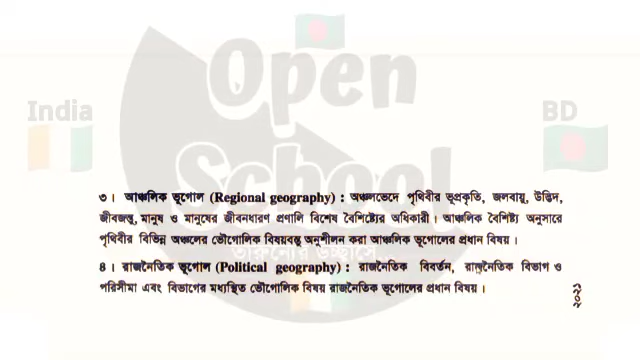 Open
India
BD
School
৩। আঞ্চলিক ভূগোল (Regional geography) : অঞ্চলভেদে পৃথিবীর ভূপ্রকৃতি, জলবায়ু, উদ্ভিদ,
জীবজন্তু, মানুষ ও মানুষের জীবনধারণ প্রণালি বিশেষ বৈশিষ্ট্যের অধিকারী। আঞ্চলিক বৈশিষ্ট্য অনুসারে
পৃথিবীর বিভিন্ন অঞ্চলের ভৌগোলিক বিষয়বস্তু অনুশীলন করা আঞ্চলিক ভূগোলের প্রধান বিষয়।
তারুণ্যের উচ্ছ্বাসে
৪। রাজনৈতিক ভূগোল (Political geography) : রাজনৈতিক বিবর্তন, রাজনৈতিক বিভাগ ও
পরিসীমা এবং বিভাগের মধ্যস্থিত ভৌগোলিক বিষয় রাজনৈতিক ভূগোলের প্রধান বিষয়।